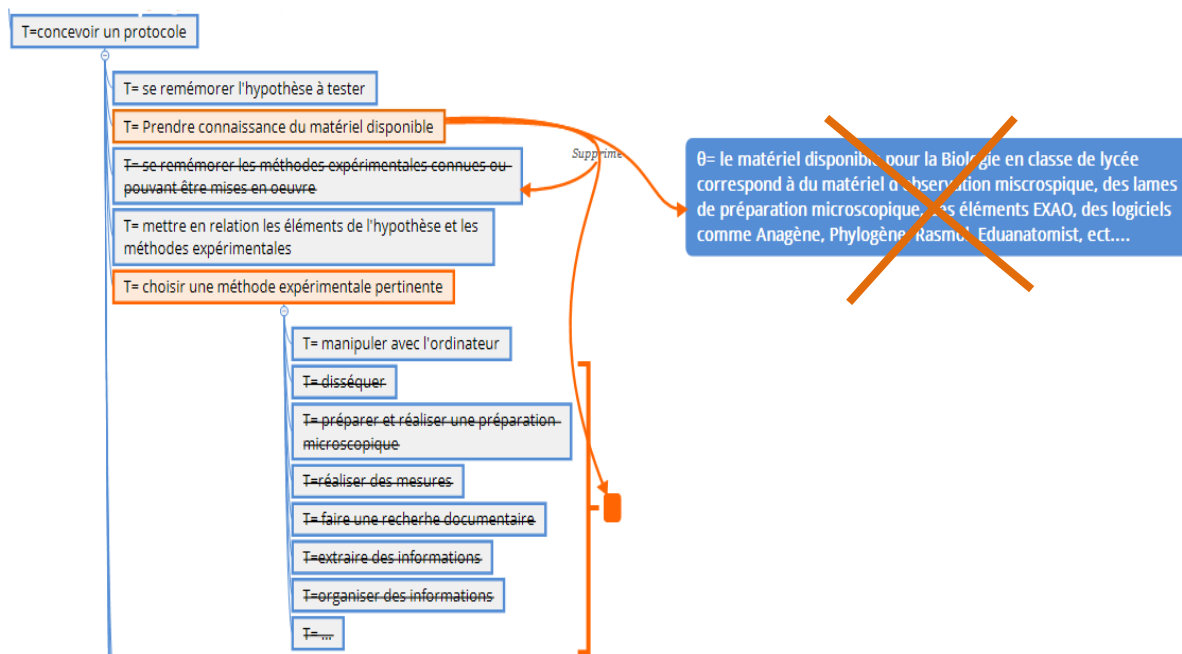 T=concevoir un protocole
T= se remémorer l'hypothèse à tester
T= Prendre connaissance du matériel disponible
T= se remémorer les méthodes expérimentales connues ou
pouvant être mises en oeuvre
Supprime
θ= le matériel disponible pour la Biologie en classe de lycée
correspond à du matériel d'observation miscrospique, des lames
de préparation microscopique, des éléments EXAO, des logiciels
comme Anagène, Phylogène, Rasmol, Eduanatomist, ect....
T= mettre en relation les éléments de l'hypothèse et les
méthodes expérimentales
T= choisir une méthode expérimentale pertinente
T= manipuler avec l'ordinateur
T= disséquer
T= préparer et réaliser une préparation
microscopique
T=réaliser des mesures
T= faire une recherhe documentaire
T=extraire des informations
T=organiser des informations
T= ...